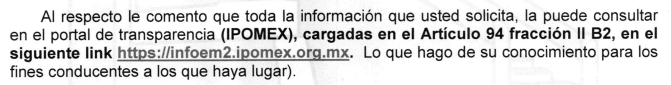 Al respecto le comento que toda la información que usted solicita, la puede consultar
en el portal de transparencia (IPOMEX), cargadas en el Artículo 94 fracción II B2, en el
siguiente link https://infoem2.ipomex.org.mx. Lo que hago de su conocimiento para los
fines conducentes a los que haya lugar).